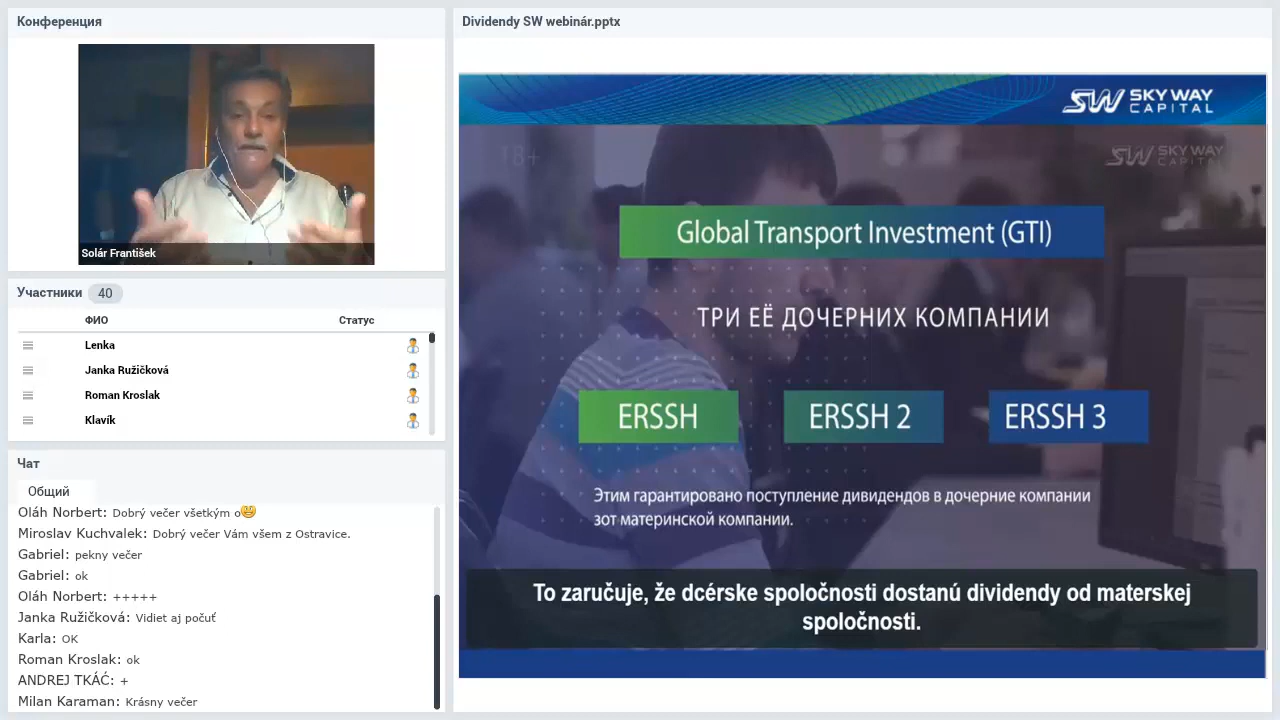 Конференция
Solár František
Участники 40
ФИО Статус
Lenka
Janka Ružičková
Roman Kroslak
Klavík
Чат
Общий
Oláh Norbert: Dobrý večer všetkým o
Miroslav Kuchvalek: Dobrý večer Vám všem z Ostravice.
Gabriel: pekny večer
Gabriel: ok
Oláh Norbert: +++++
Janka Ružičková: Vidiet aj počuť
Karla: OK
Roman Kroslak: ok
ANDREJ TKÁČ: +
Milan Karaman: Krásny večer
Dividendy SW webinár.pptx
SW SKY WAY
CAPITAL
18+
SW SKY WAY
CAPITAL
Global Transport Investment (GTI)
ТРИ ЕЁ ДОЧЕРНИХ КОМПАНИИ
ERSSH ERSSH 2 ERSSH 3
Этим гарантировано поступление дивидендов в дочерние компании
зот материнской компании.
To zaručuje, že dcérske spoločnosti dostanú dividendy od materskej
spoločnosti.